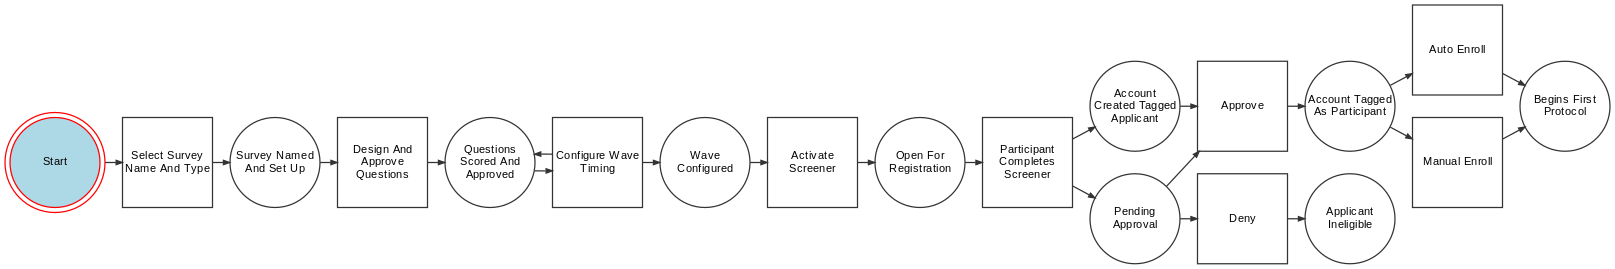 Start
Select Survey
Name And Type
Survey Named
And Set Up
Design And
Approve
Questions
Questions
Scored And
Approved
Configure Wave
Timing
Wave
Configured
Activate
Screener
Open For
Registration
Participant
Completes
Screener
Account
Created Tagged
Applicant
Pending
Approval
Approve
Deny
Account Tagged
As Participant
Applicant
Ineligible
Auto Enroll
Manual Enroll
Begins First
Protocol